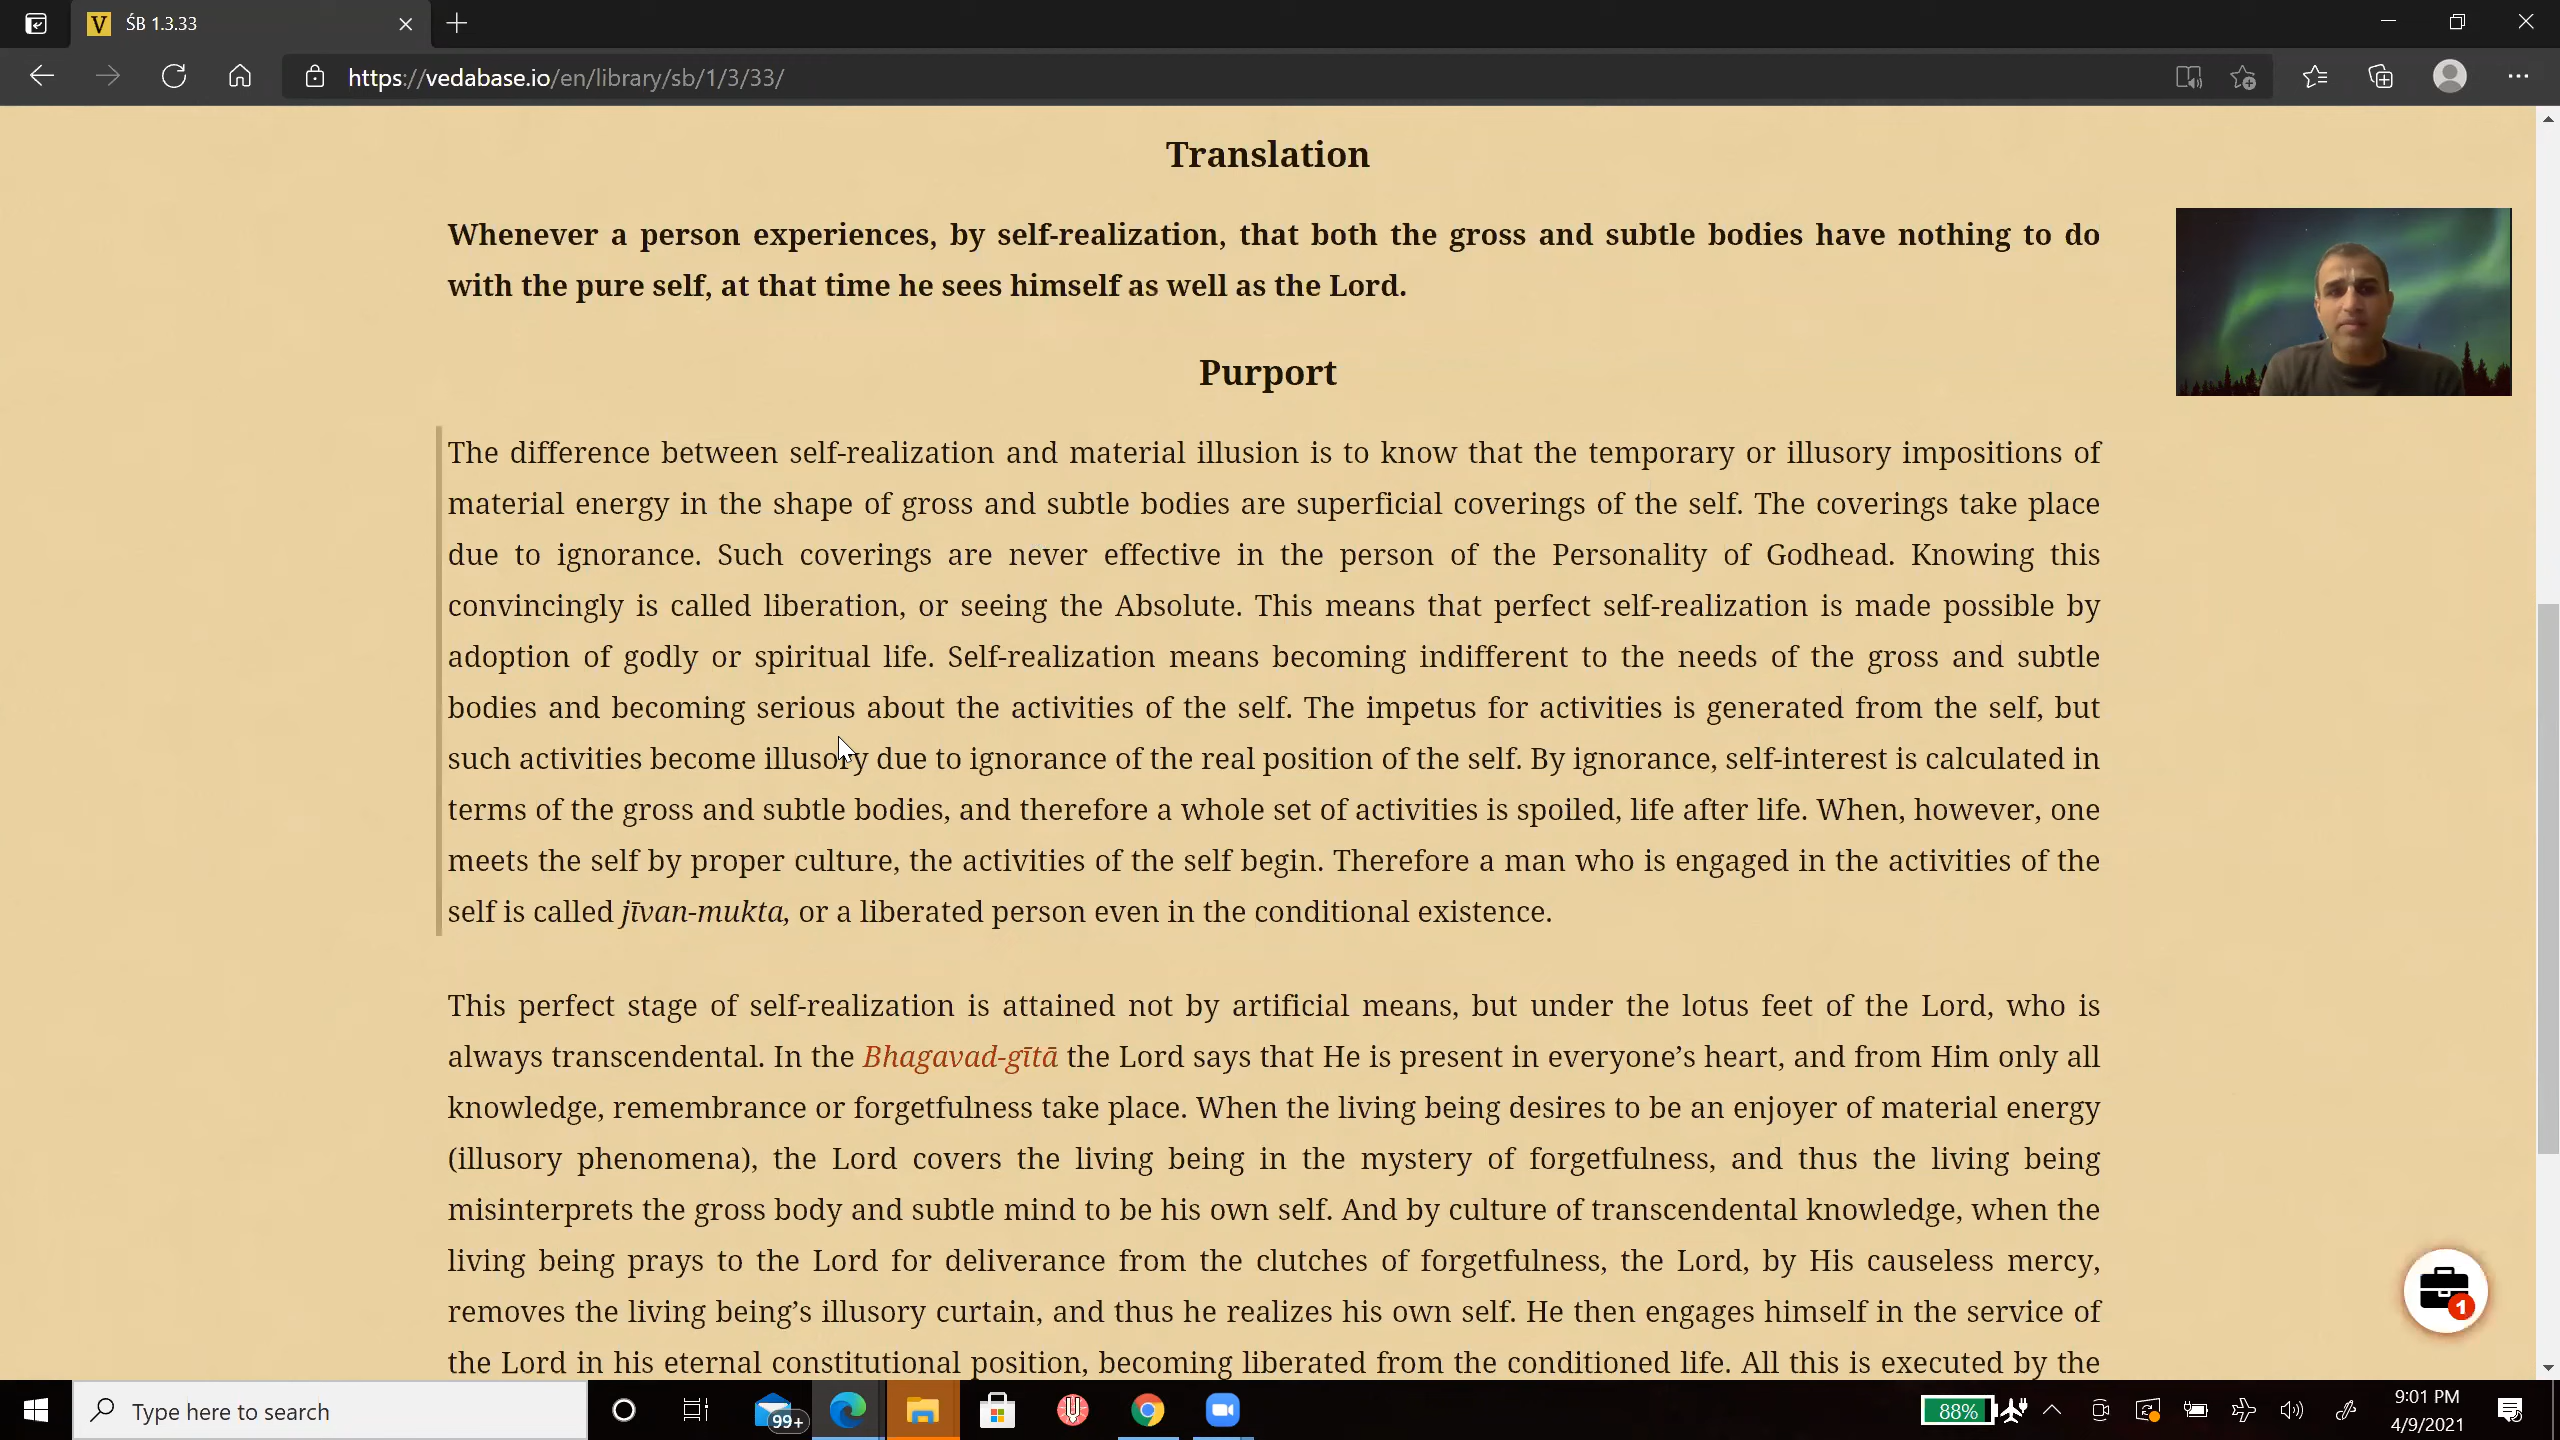 V ŚB 1.3.33
https://vedabase.io/en/library/sb/1/3/33/
Translation
Whenever a person experiences, by self-realization, that both the gross and subtle bodies have nothing to do
with the pure self, at that time he sees himself as well as the Lord.
Purport
The difference between self-realization and material illusion is to know that the temporary or illusory impositions of
material energy in the shape of gross and subtle bodies are superficial coverings of the self. The coverings take place
due to ignorance. Such coverings are never effective in the person of the Personality of Godhead. Knowing this
convincingly is called liberation, or seeing the Absolute. This means that perfect self-realization is made possible by
adoption of godly or spiritual life. Self-realization means becoming indifferent to the needs of the gross and subtle
bodies and becoming serious about the activities of the self. The impetus for activities is generated from the self, but
such activities become illusory due to ignorance of the real position of the self. By ignorance, self-interest is calculated in
terms of the gross and subtle bodies, and therefore a whole set of activities is spoiled, life after life. When, however, one
meets the self by proper culture, the activities of the self begin. Therefore a man who is engaged in the activities of the
self is called jīvan-mukta, or a liberated person even in the conditional existence.
This perfect stage of self-realization is attained not by artificial means, but under the lotus feet of the Lord, who is
always transcendental. In the Bhagavad-gītā the Lord says that He is present in everyone’s heart, and from Him only all
knowledge, remembrance or forgetfulness take place. When the living being desires to be an enjoyer of material energy
(illusory phenomena), the Lord covers the living being in the mystery of forgetfulness, and thus the living being
misinterprets the gross body and subtle mind to be his own self. And by culture of transcendental knowledge, when the
living being prays to the Lord for deliverance from the clutches of forgetfulness, the Lord, by His causeless mercy,
removes the living being’s illusory curtain, and thus he realizes his own self. He then engages himself in the service of
the Lord in his eternal constitutional position, becoming liberated from the conditioned life. All this is executed by the
1
Type here to search
99+
88%
9:01 PM
4/9/2021